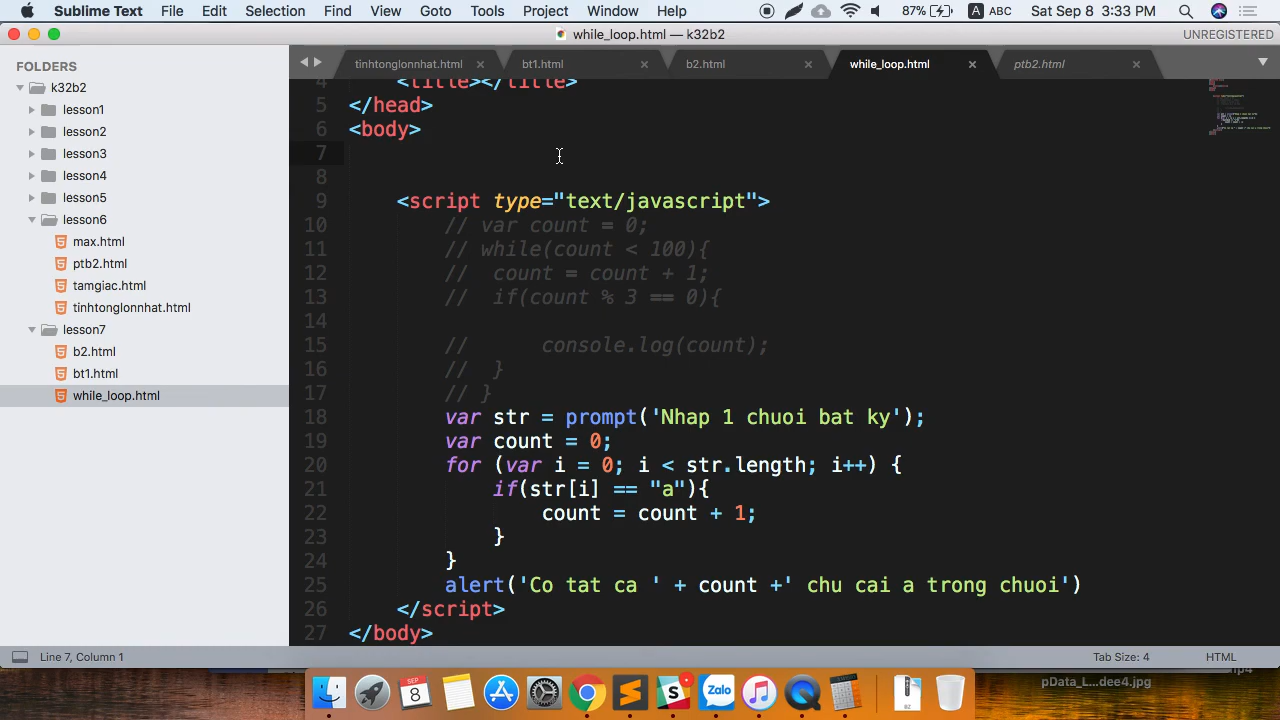 Sublime Text File Edit Selection Find View Goto Tools Project Window Help 87% A ABC Sat Sep 8 3:33 PM
while_loop.html — k32b2 UNREGISTERED
FOLDERS
k32b2
lesson1
lesson2
lesson3
lesson4
lesson5
lesson6
max.html
ptb2.html
tamgiac.html
tinhtonglonnhat.html
lesson7
b2.html
bt1.html
while_loop.html
tinhtonglonnhat.html bt1.html b2.html while_loop.html ptb2.html
4 <title></title>
5 </head>
6 <body>
7
8
9 <script type="text/javascript">
10 // var count = 0;
11 // while(count < 100){
12 // count = count + 1;
13 // if(count % 3 == 0){
14
15 // console.log(count);
16 // }
17 // }
18 var str = prompt('Nhap 1 chuoi bat ky');
19 var count = 0;
20 for (var i = 0; i < str.length; i++) {
21 if(str[i] == "a"){
22 count = count + 1;
23 }
24 }
25 alert('Co tat ca ' + count +' chu cai a trong chuoi')
26 </script>
27 </body>
Line 7, Column 1 Tab Size: 4 HTML
pData_L...dee4.jpg
SEP
8
Zalo